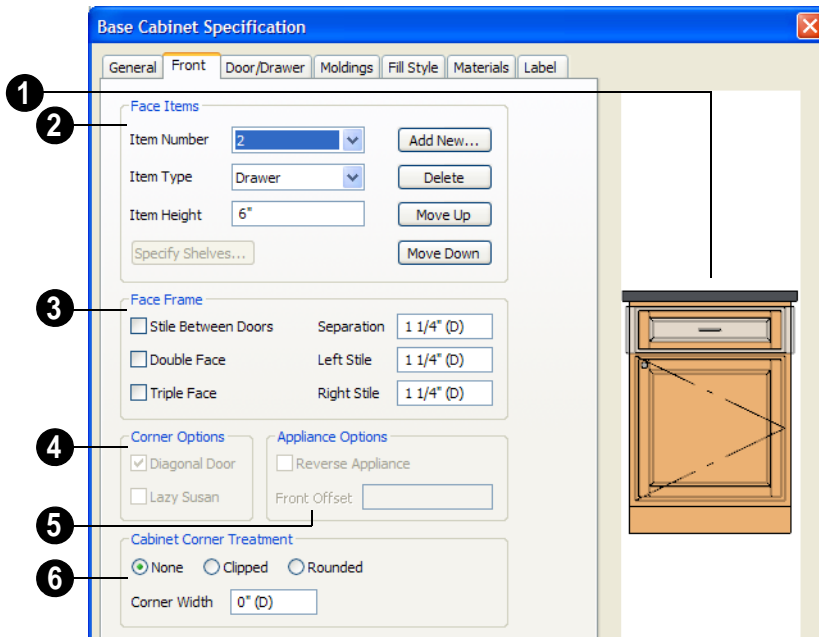 Base Cabinet Specification
General Front Door/Drawer Moldings Fill Style Materials Label
1
Face Items
2
Item Number 2 Add New...
Item Type Drawer Delete
Item Height 6" Move Up
Specify Shelves... Move Down
Face Frame
3
Stile Between Doors Separation 1 1/4" (D)
Double Face Left Stile 1 1/4" (D)
Triple Face Right Stile 1 1/4" (D)
4
Corner Options Appliance Options
Diagonal Door Reverse Appliance
Lazy Susan Front Offset
5
Cabinet Corner Treatment
6
None Clipped Rounded
Corner Width 0" (D)